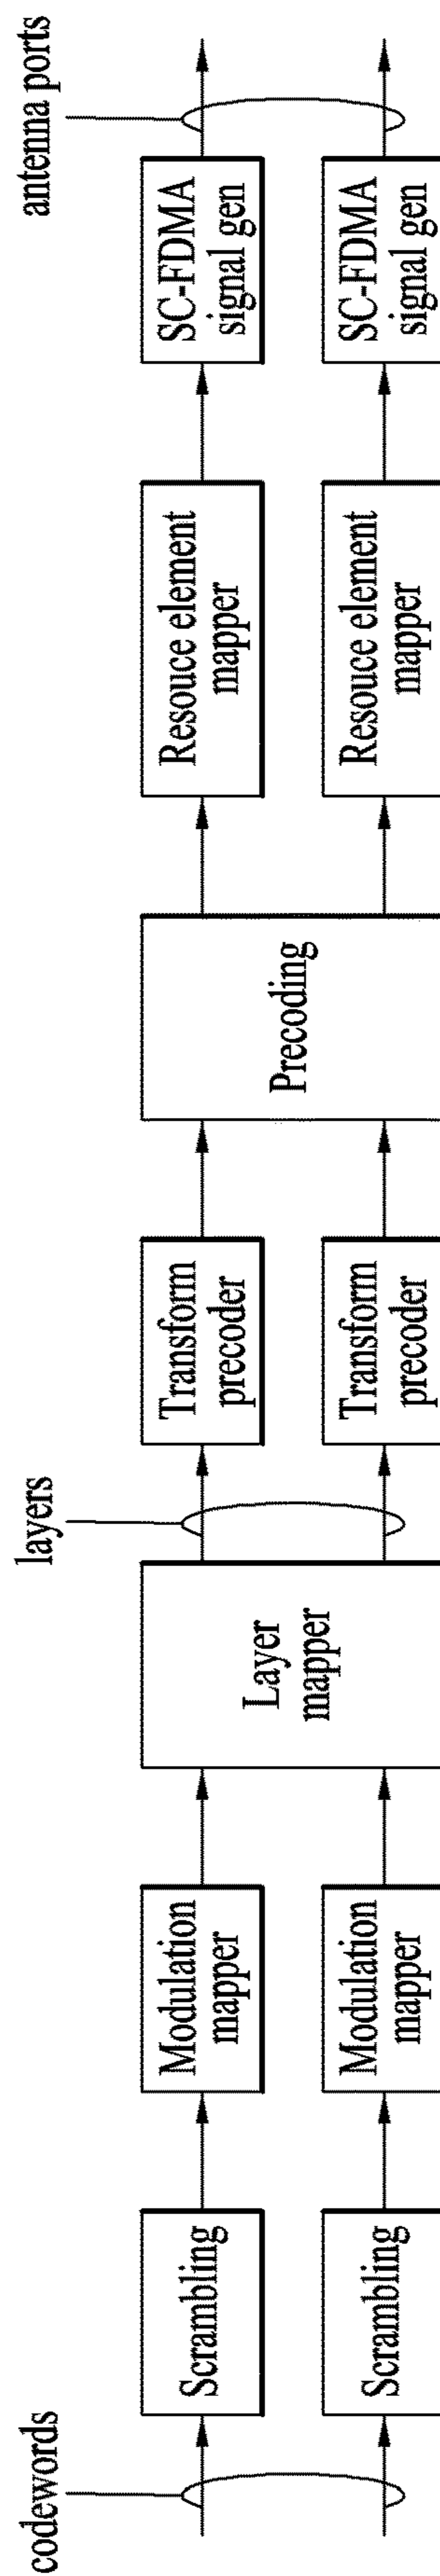 codewords
layers
antenna ports
Scrambling
Modulation
mapper
Layer
mapper
Transform
precoder
Precoding
Resouce element
mapper
SC-FDMA
signal gen
Scrambling
Modulation
mapper
Transform
precoder
Resouce element
mapper
SC-FDMA
signal gen